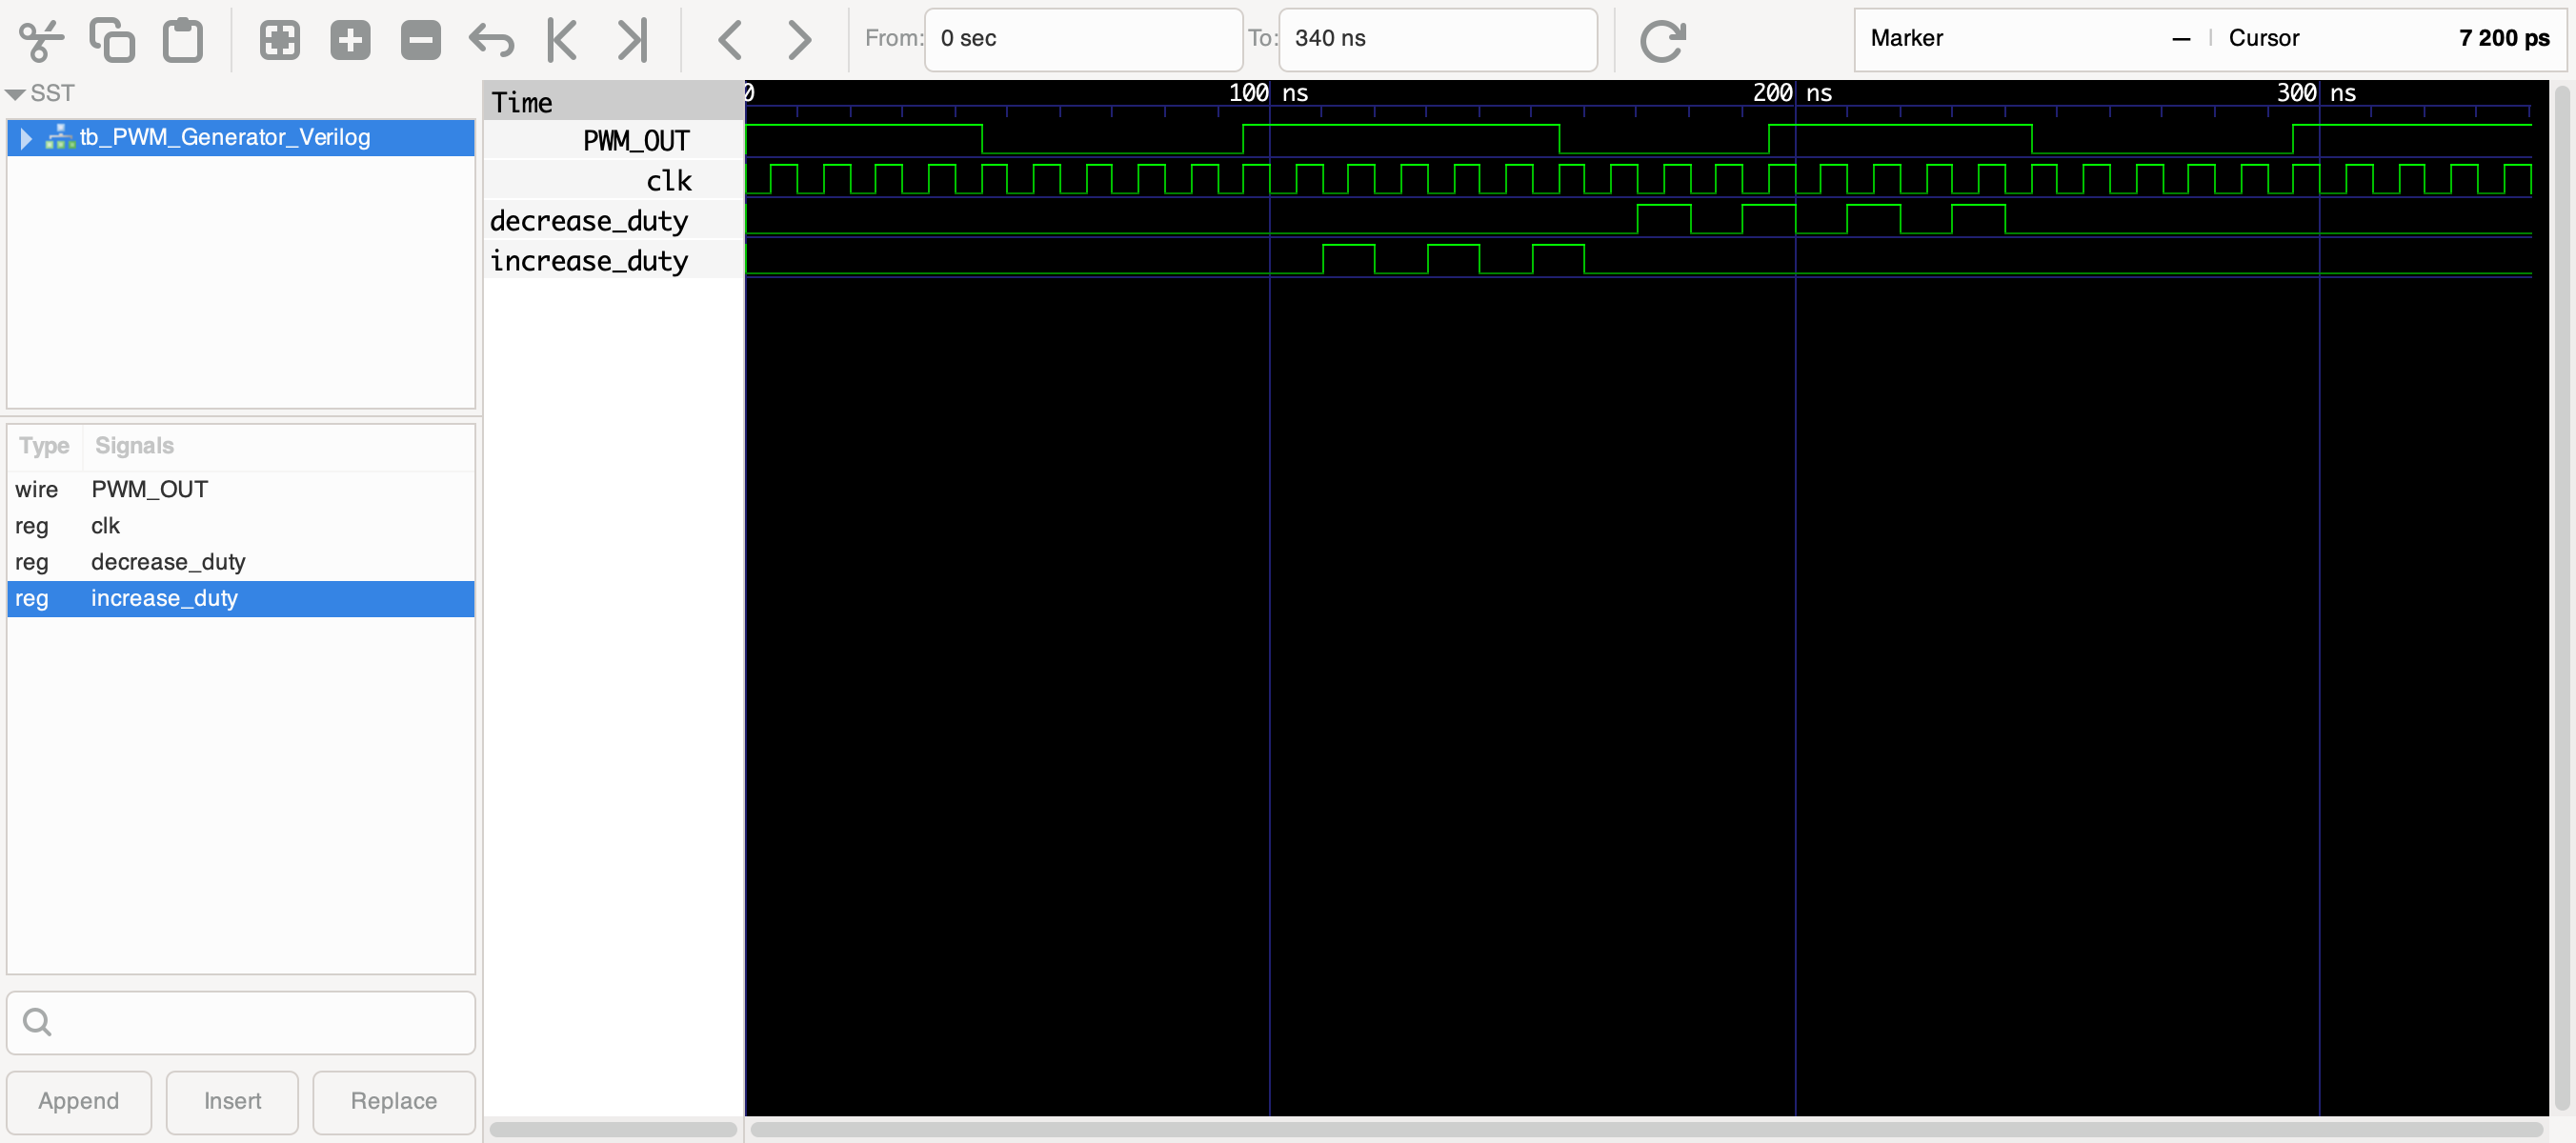 From: 0 sec To: 340 ns Marker — | Cursor 7 200 ps
SST
tb_PWM_Generator_Verilog
Type Signals
wire PWM_OUT
reg clk
reg decrease_duty
reg increase_duty
Append Insert Replace
Time
PWM_OUT
clk
decrease_duty
increase_duty
0 100 ns 200 ns 300 ns